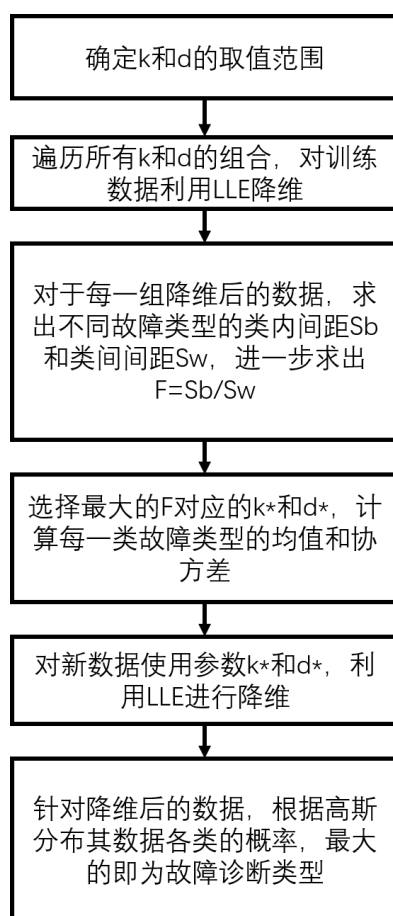 确定k和d的取值范围
遍历所有k和d的组合，对训练
数据利用LLE降维
对于每一组降维后的数据，求
出不同故障类型的类内间距Sb
和类间间距Sw，进一步求出
F=Sb/Sw
选择最大的F对应的k*和d*，计
算每一类故障类型的均值和协
方差
对新数据使用参数k*和d*，利
用LLE进行降维
针对降维后的数据，根据高斯
分布其数据各类的概率，最大
的即为故障诊断类型